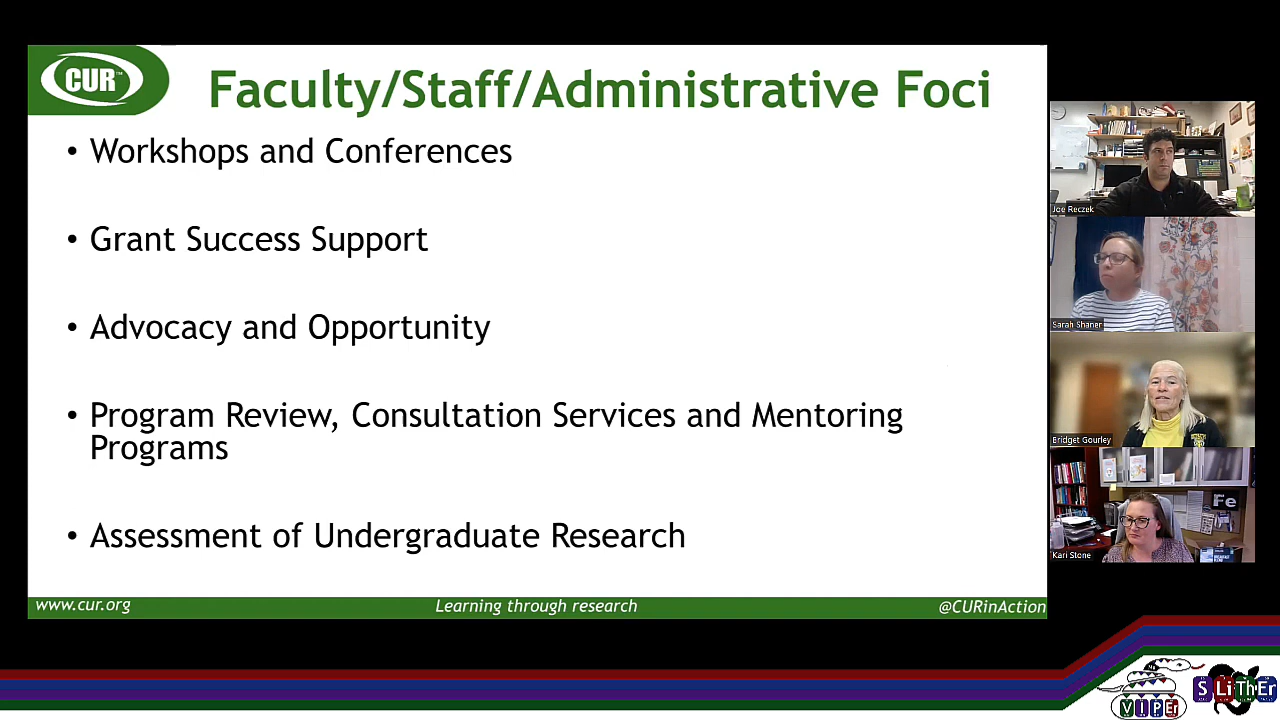 CUR™
Faculty/Staff/Administrative Foci
• Workshops and Conferences
• Grant Success Support
• Advocacy and Opportunity
• Program Review, Consultation Services and Mentoring
Programs
• Assessment of Undergraduate Research
www.cur.org
Learning through research
@CURinAction
Joe Reczek
Sarah Shaner
Bridget Gourley
Fe
Kari Stone
VIPEr
SLiThEr